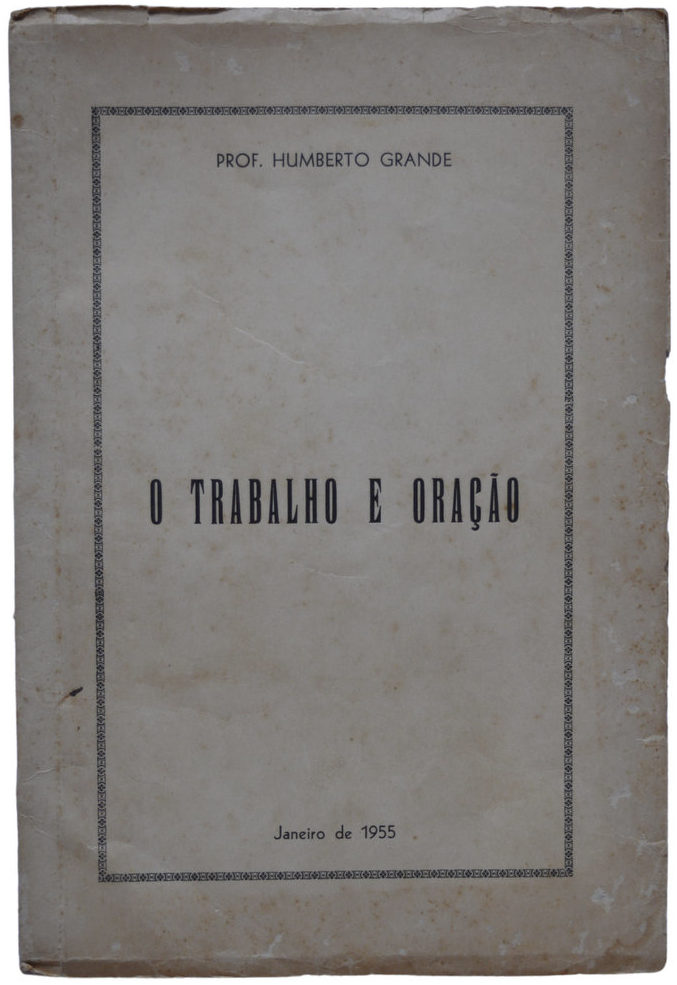 PROF. HUMBERTO GRANDE
O TRABALHO E ORAÇÃO
Janeiro de 1955